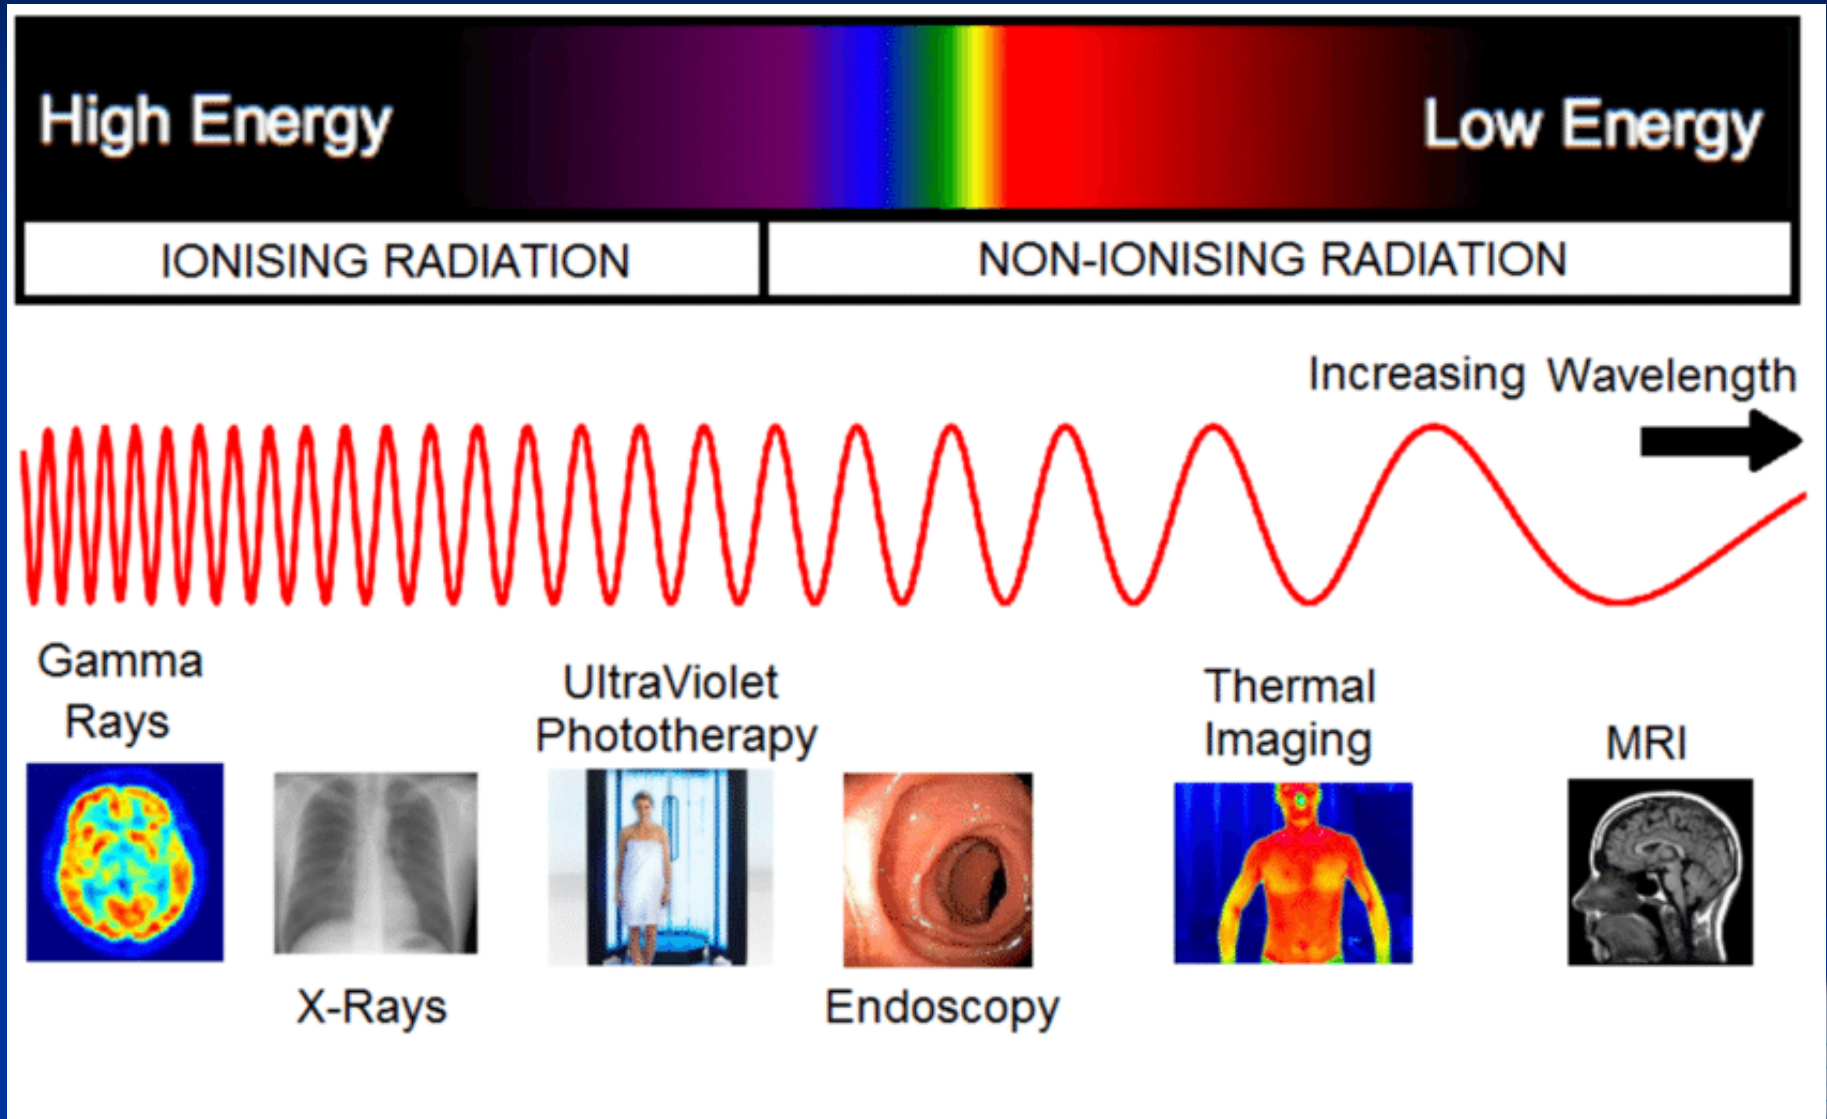 High Energy
Low Energy
IONISING RADIATION
NON-IONISING RADIATION
Increasing Wavelength
Gamma
Rays
UltraViolet
Phototherapy
Thermal
Imaging
MRI
X-Rays
Endoscopy